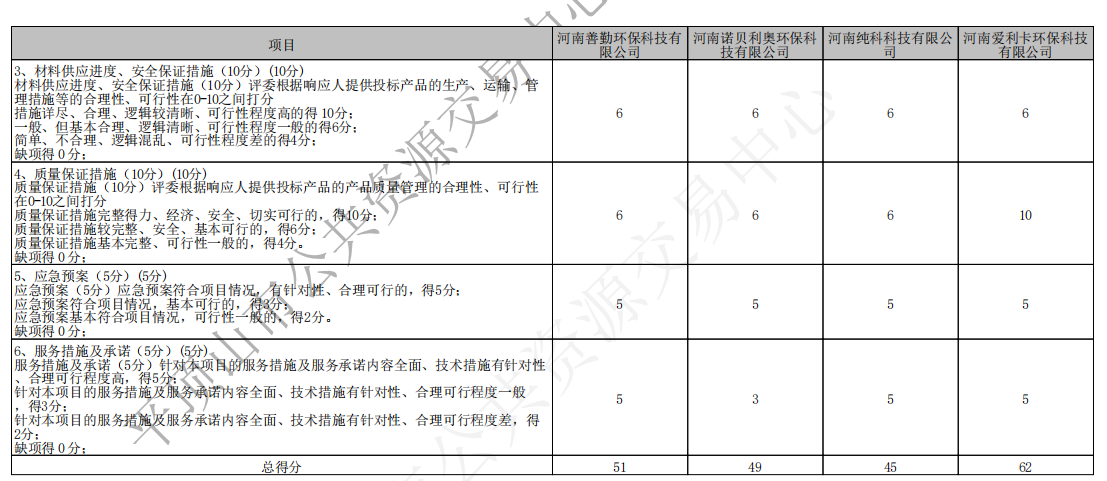 项目
河南善勤环保科技有
限公司
河南诺贝利奥环保科
技有限公司
河南纯科科技有限公
司
河南爱利卡环保科技
有限公司
3、材料供应进度、安全保证措施（10分）(10分)
材料供应进度、安全保证措施（10分）评委根据响应人提供投标产品的生产、运输、管
理措施等的合理性、可行性在0-10之间打分
措施详尽、合理、逻辑较清晰、可行性程度高的得 10分;
一般、但基本合理、逻辑清晰、可行性程度一般的得6分;
简单、不合理、逻辑混乱、可行性程度差的得4分;
缺项得 0 分;
6
6
6
6
4、质量保证措施（10分）(10分)
质量保证措施（10分）评委根据响应人提供投标产品的产品质量管理的合理性、可行性
在0-10之间打分
质量保证措施完整得力、经济、安全、切实可行的，得10分;
质量保证措施较完整、安全、基本可行的，得6分;
质量保证措施基本完整、可行性一般的，得4分。
缺项得 0 分;
6
6
6
10
5、应急预案（5分）(5分)
应急预案（5分）应急预案符合项目情况，有针对性、合理可行的，得5分;
应急预案符合项目情况，基本可行的，得3分;
应急预案基本符合项目情况，可行性一般的，得2分。
缺项得 0 分;
5
5
5
5
6、服务措施及承诺（5分）(5分)
服务措施及承诺（5分）针对本项目的服务措施及服务承诺内容全面、技术措施有针对性
、合理可行程度高，得5分;
针对本项目的服务措施及服务承诺内容全面、技术措施有针对性、合理可行程度一般
，得3分;
针对本项目的服务措施及服务承诺内容全面、技术措施有针对性、合理可行程度差，得
2分;
缺项得 0 分;
5
3
5
5
总得分
51
49
45
62
平顶山市公共资源交易中心
公共资源交易中心